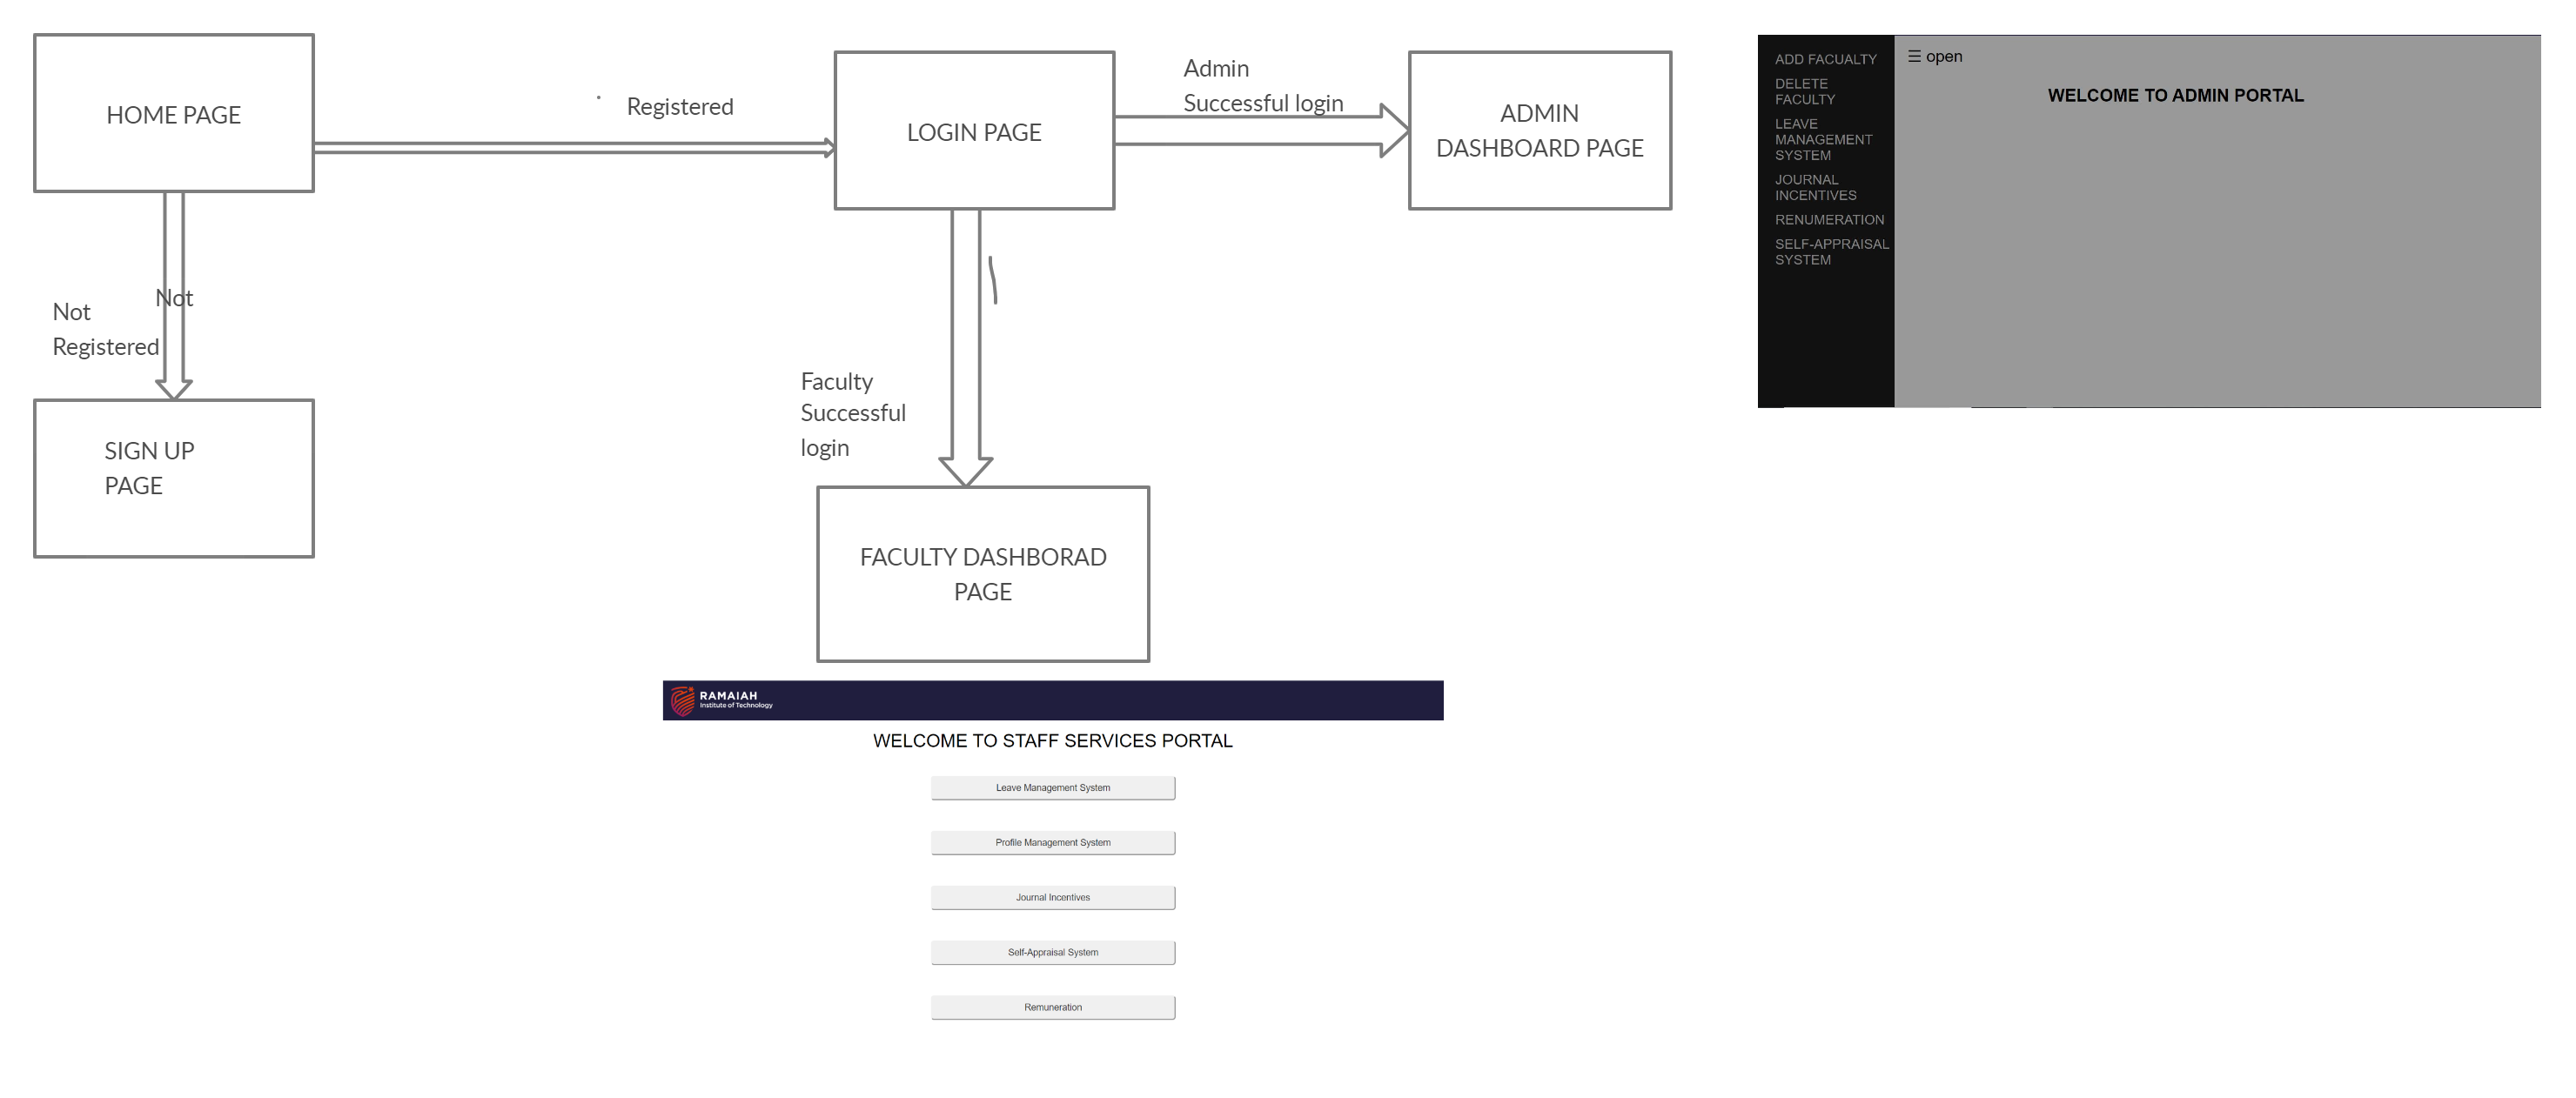 HOME PAGE
Registered
LOGIN PAGE
Admin
Successful login
ADMIN
DASHBOARD PAGE
Not
Not
Registered
SIGN UP
PAGE
Faculty
Successful
login
FACULTY DASHBORAD
PAGE
RAMAIAH
Institute of Technology
WELCOME TO STAFF SERVICES PORTAL
Leave Management System
Profile Management System
Journal Incentives
Self-Appraisal System
Remuneration
ADD FACUALTY
DELETE
FACULTY
LEAVE
MANAGEMENT
SYSTEM
JOURNAL
INCENTIVES
RENUMERATION
SELF-APPRAISAL
SYSTEM
☰ open
WELCOME TO ADMIN PORTAL